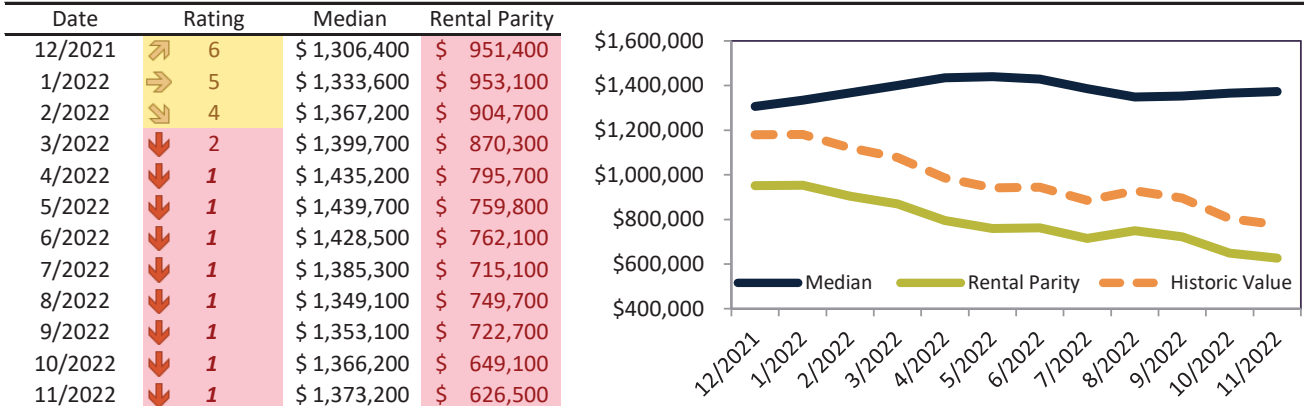 Date Rating Median Rental Parity
12/2021 6 $ 1,306,400 $ 951,400
1/2022 5 $ 1,333,600 $ 953,100
2/2022 4 $ 1,367,200 $ 904,700
3/2022 2 $ 1,399,700 $ 870,300
4/2022 1 $ 1,435,200 $ 795,700
5/2022 1 $ 1,439,700 $ 759,800
6/2022 1 $ 1,428,500 $ 762,100
7/2022 1 $ 1,385,300 $ 715,100
8/2022 1 $ 1,349,100 $ 749,700
9/2022 1 $ 1,353,100 $ 722,700
10/2022 1 $ 1,366,200 $ 649,100
11/2022 1 $ 1,373,200 $ 626,500
$1,600,000
$1,400,000
$1,200,000
$1,000,000
$800,000
$600,000
$400,000
Median Rental Parity Historic Value
12/2021 1/2022 2/2022 3/2022 4/2022 5/2022 6/2022 7/2022 8/2022 9/2022 10/2022 11/2022